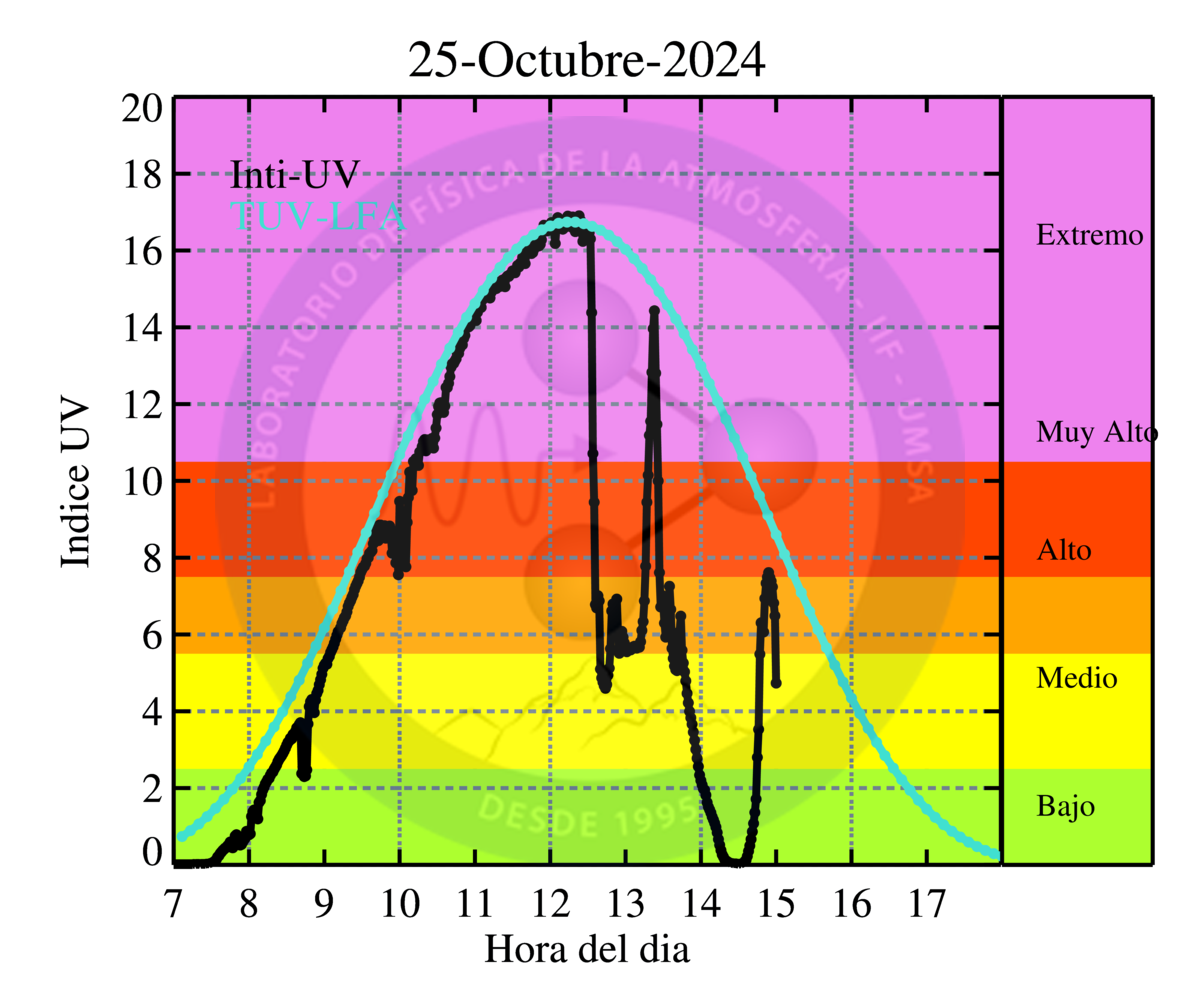 25-Octubre-2024
20
18
16
14
12
10
8
6
4
2
0
Indice UV
Inti-UV
TUV-LFA
LABORATORIO DE FÍSICA DE LA ATMÓSFERA - IIF - UMSA
DESDE 1995
Extremo
Muy Alto
Alto
Medio
Bajo
7 8 9 10 11 12 13 14 15 16 17
Hora del dia